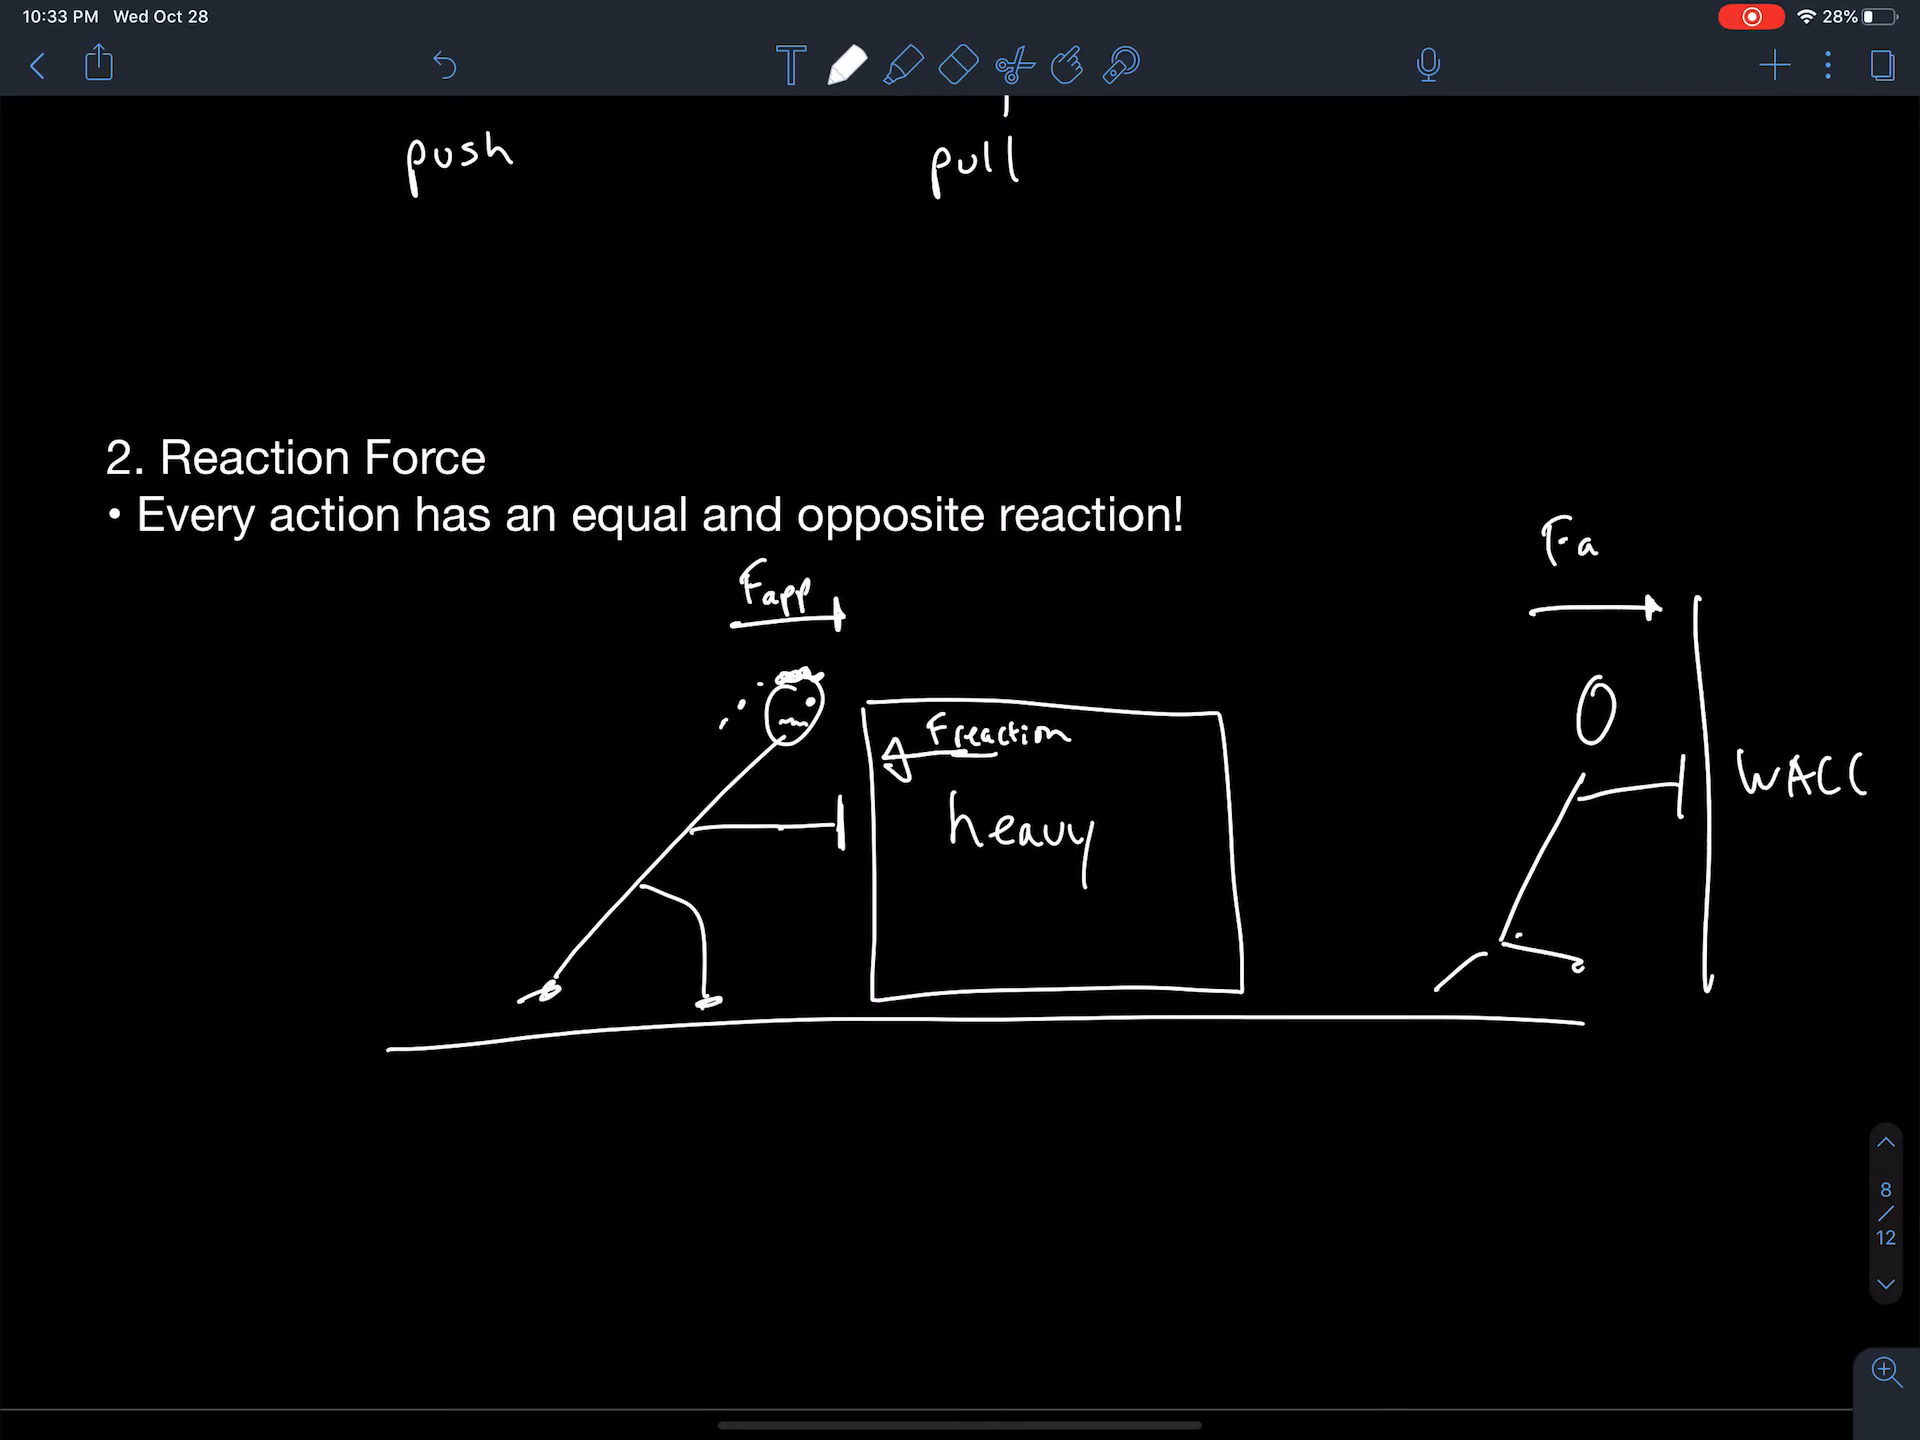 10:33 PM Wed Oct 28
28%
push
pull
2. Reaction Force
• Every action has an equal and opposite reaction!
Fapp
Fa
Freaction
heavy
WALL
8
/
12